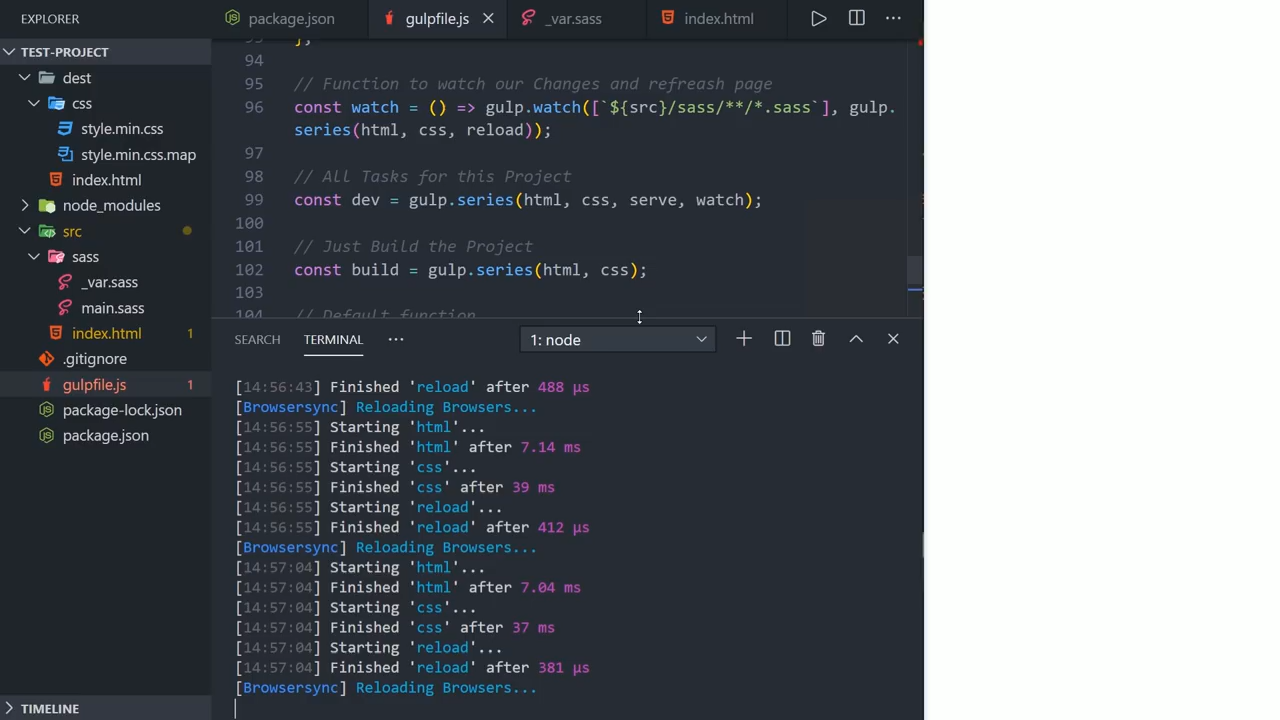 EXPLORER
TEST-PROJECT
dest
css
style.min.css
style.min.css.map
index.html
node_modules
src
sass
_var.sass
main.sass
index.html 1
.gitignore
gulpfile.js 1
package-lock.json
package.json
TIMELINE
package.json gulpfile.js _var.sass index.html
93 };
94
95 // Function to watch our Changes and refreash page
96 const watch = () => gulp.watch([`${src}/sass/**/*.sass`], gulp.
series(html, css, reload));
97
98 // All Tasks for this Project
99 const dev = gulp.series(html, css, serve, watch);
100
101 // Just Build the Project
102 const build = gulp.series(html, css);
103
104 // Default function
SEARCH TERMINAL 1: node
[14:56:43] Finished 'reload' after 488 μs
[Browsersync] Reloading Browsers...
[14:56:55] Starting 'html'...
[14:56:55] Finished 'html' after 7.14 ms
[14:56:55] Starting 'css'...
[14:56:55] Finished 'css' after 39 ms
[14:56:55] Starting 'reload'...
[14:56:55] Finished 'reload' after 412 μs
[Browsersync] Reloading Browsers...
[14:57:04] Starting 'html'...
[14:57:04] Finished 'html' after 7.04 ms
[14:57:04] Starting 'css'...
[14:57:04] Finished 'css' after 37 ms
[14:57:04] Starting 'reload'...
[14:57:04] Finished 'reload' after 381 μs
[Browsersync] Reloading Browsers...